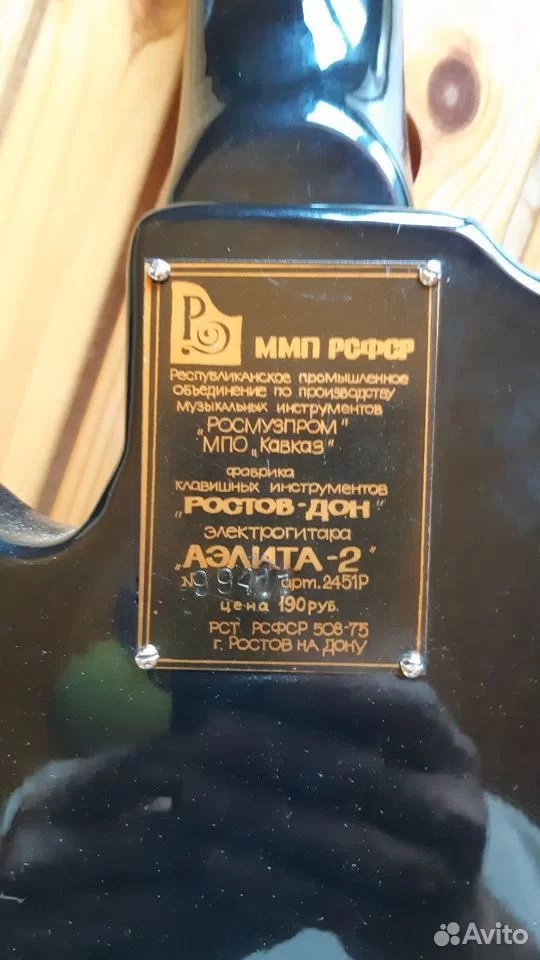 ММП РСФСР
Республиканское промышленное
объединение по производству
музыкальных инструментов
„РОСМУЗПРОМ"
МПО „Кавказ"
фабрика
клавишных инструментов
„РОСТОВ-ДОН"
электрогитара
„АЭЛИТА-2"
№ арт. 2451Р
цена 190 РУБ.
РСТ РСФСР 508-75
г. РОСТОВ НА ДОНУ
Avito